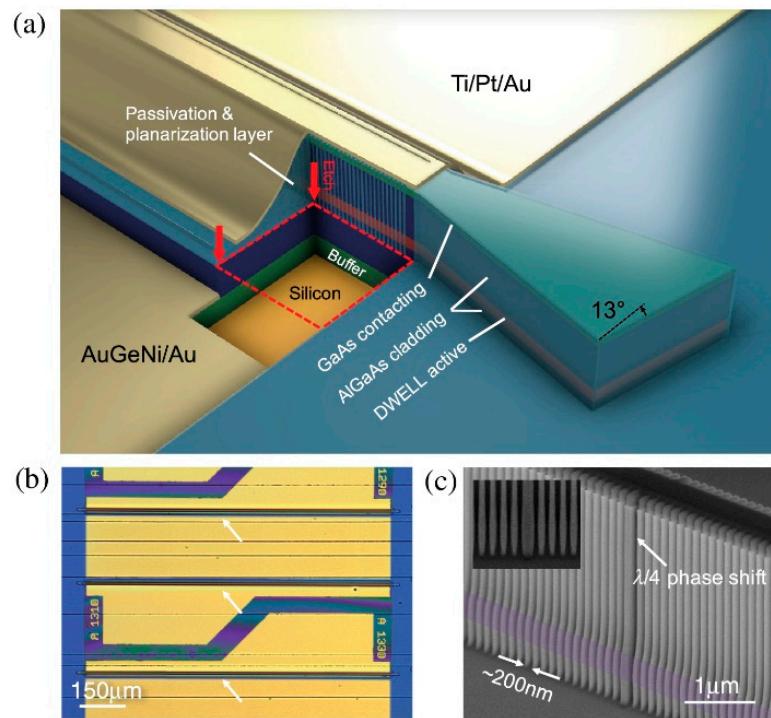 (a)
Ti/Pt/Au
Passivation &
planarization layer
Etch
Buffer
Silicon
13°
GaAs contacting
AlGaAs cladding
DWELL active
AuGeNi/Au
(b)
A
1290
A 1310
A 1330
150μm
(c)
λ/4 phase shift
~200nm
1μm